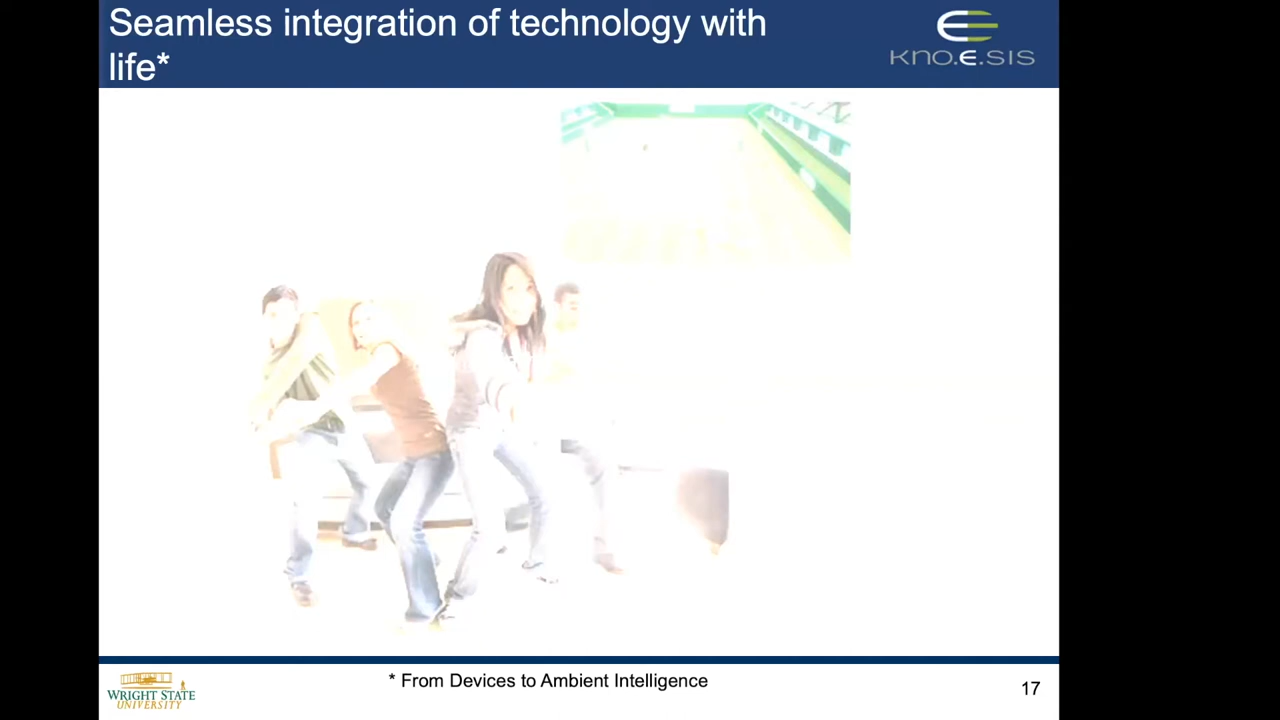 Seamless integration of technology with
life*
kno.e.sis
* From Devices to Ambient Intelligence
17
WRIGHT STATE
UNIVERSITY